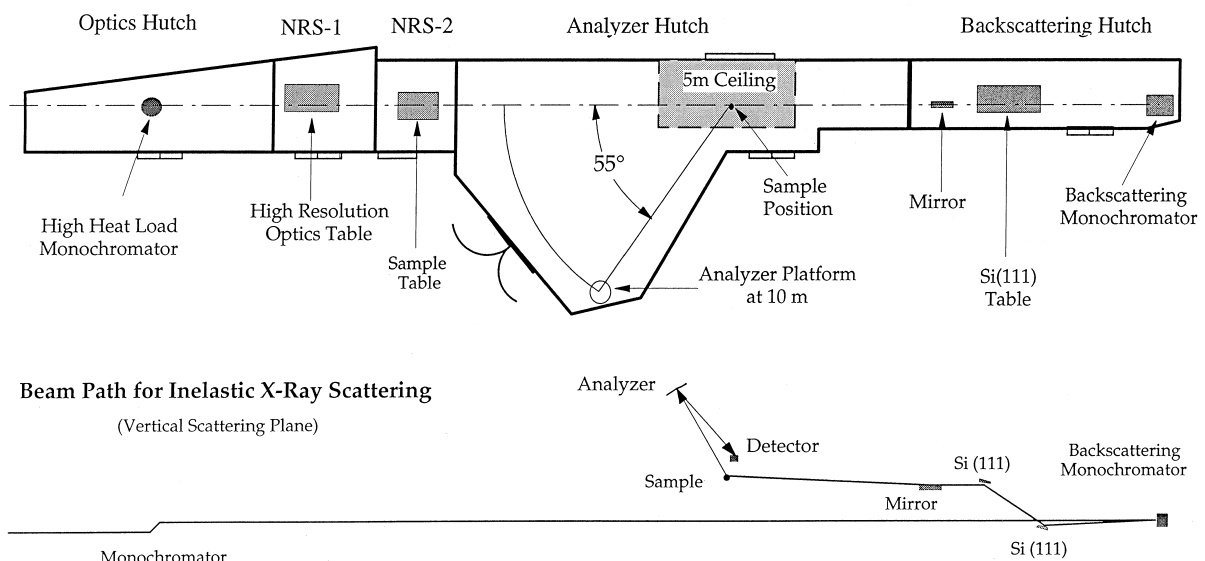 Optics Hutch
NRS-1
NRS-2
Analyzer Hutch
Backscattering Hutch
5m Ceiling
55°
High Heat Load
Monochromator
High Resolution
Optics Table
Sample
Table
Sample
Position
Analyzer Platform
at 10 m
Mirror
Si(111)
Table
Backscattering
Monochromator
Beam Path for Inelastic X-Ray Scattering
(Vertical Scattering Plane)
Analyzer
Detector
Sample
Mirror
Si (111)
Backscattering
Monochromator
Si (111)
Monochromator